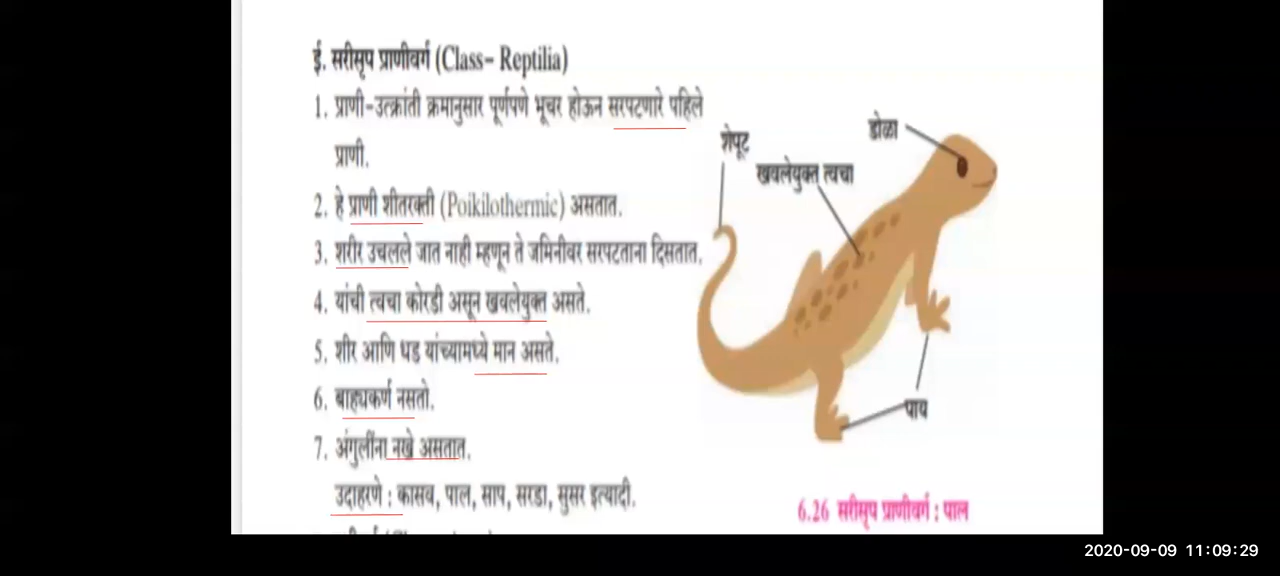 ई. सरीसृप प्राणीवर्ग (Class- Reptilia)
1. प्राणी-उत्क्रांती क्रमानुसार पूर्णपणे भूचर होऊन सरपटणारे पहिले
प्राणी.
2. हे प्राणी शीतरक्ती (Poikilothermic) असतात.
3. शरीर उचलले जात नाही म्हणून ते जमिनीवर सरपटताना दिसतात.
4. यांची त्वचा कोरडी असून खवलेयुक्त असते.
5. शीर आणि धड यांच्यामध्ये मान असते.
6. बाह्यकर्ण नसतो.
7. अंगुलींना नखे असतात.
उदाहरणे : कासव, पाल, साप, सरडा, सुसर इत्यादी.
डोळा
शेपूट
खवलेयुक्त त्वचा
पाय
6.26 सरीसृप प्राणीवर्ग : पाल
2020-09-09 11:09:29